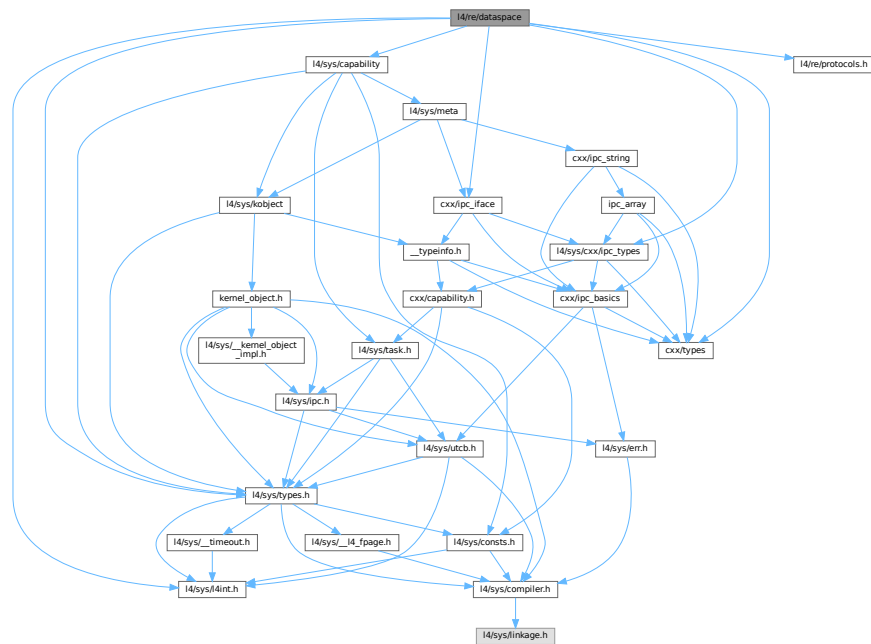 l4/re/dataspace
l4/sys/capability
l4/re/protocols.h
l4/sys/meta
cxx/ipc_string
l4/sys/kobject
cxx/ipc_iface
ipc_array
__typeinfo.h
l4/sys/cxx/ipc_types
kernel_object.h
cxx/capability.h
cxx/ipc_basics
l4/sys/__kernel_object
_impl.h
l4/sys/task.h
cxx/types
l4/sys/ipc.h
l4/sys/utcb.h
l4/sys/err.h
l4/sys/types.h
l4/sys/__timeout.h
l4/sys/__l4_fpage.h
l4/sys/consts.h
l4/sys/l4int.h
l4/sys/compiler.h
l4/sys/linkage.h